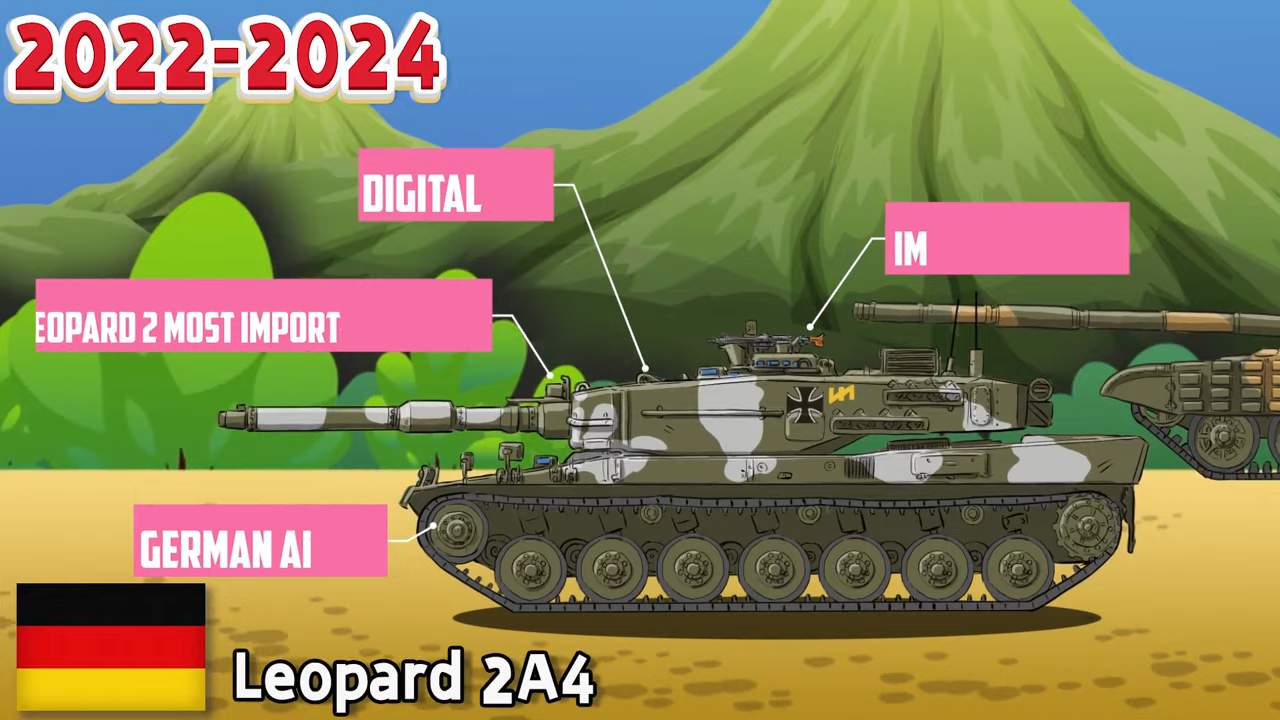 2022-2024
DIGITAL
IM
EOPARD 2 MOST IMPORT
GERMAN AI
Leopard 2A4